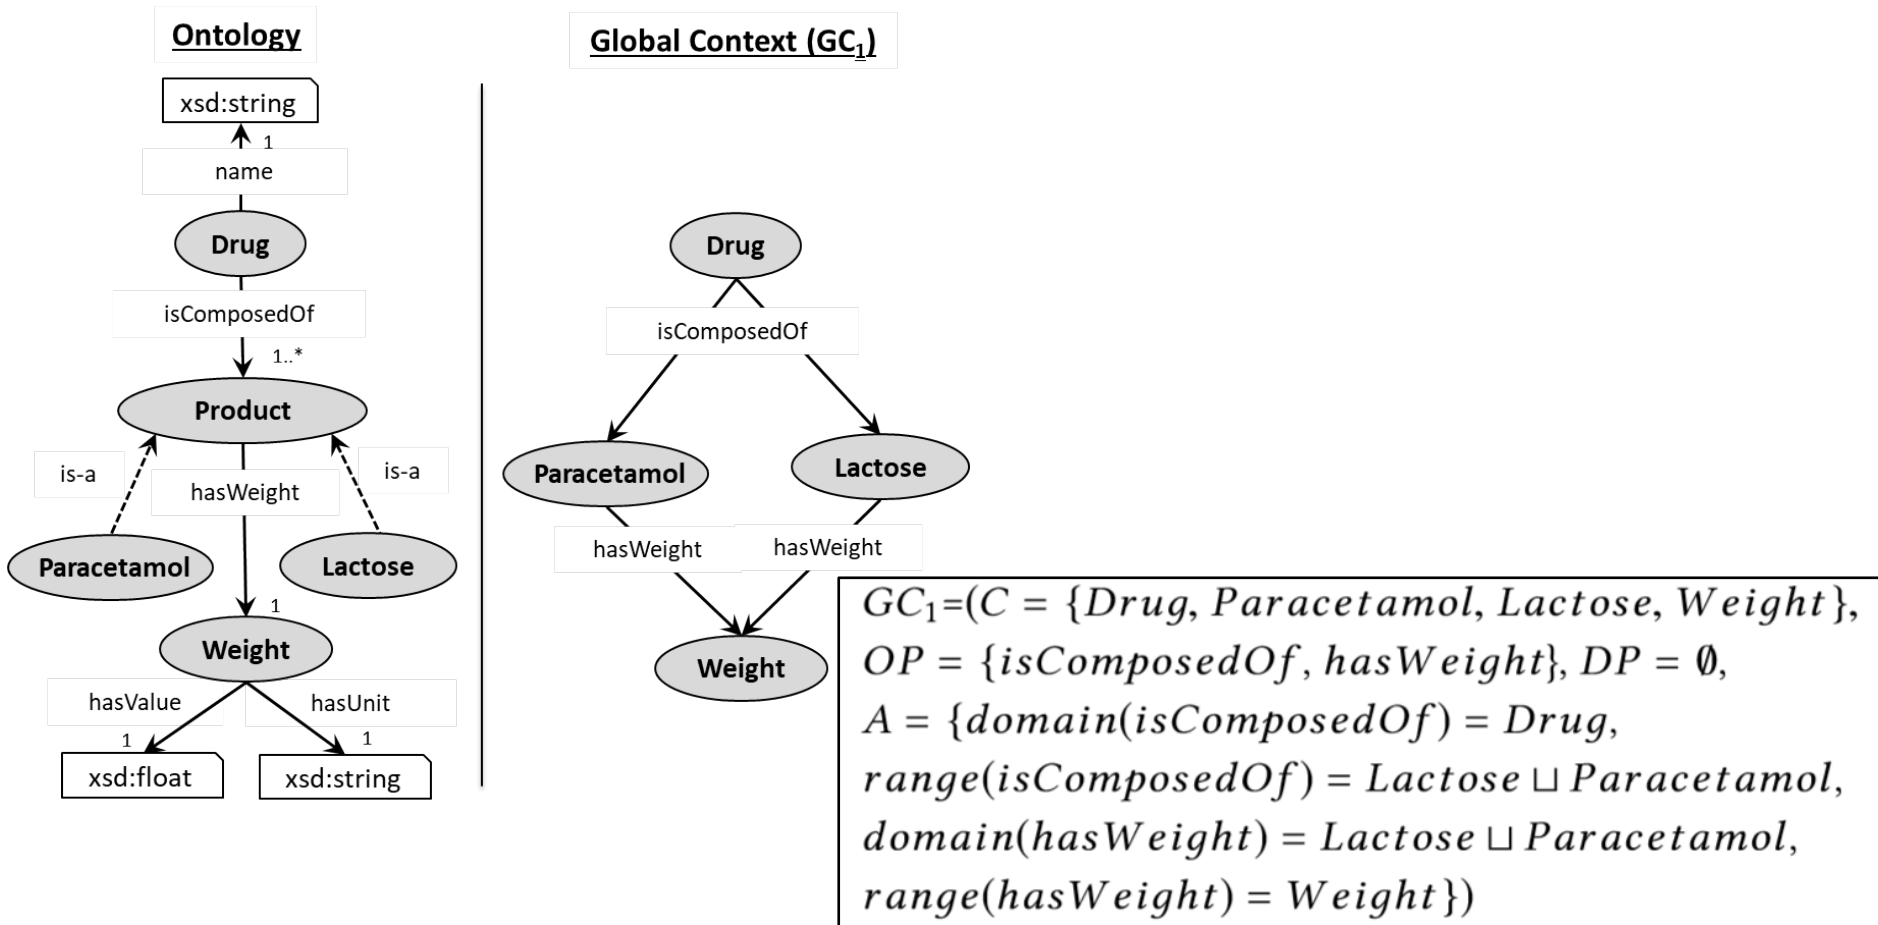 Ontology
xsd:string
1
name
Drug
isComposedOf
1..*
Product
is-a
hasWeight
is-a
Paracetamol
Lactose
1
Weight
hasValue
hasUnit
1
1
xsd:float
xsd:string
Global Context (GC₁)
Drug
isComposedOf
Paracetamol
Lactose
hasWeight
hasWeight
Weight
GC₁=(C = {Drug, Paracetamol, Lactose, Weight},
OP = {isComposedOf, hasWeight}, DP = ∅,
A = {domain(isComposedOf) = Drug,
range(isComposedOf) = Lactose ⊔ Paracetamol,
domain(hasWeight) = Lactose ⊔ Paracetamol,
range(hasWeight) = Weight})